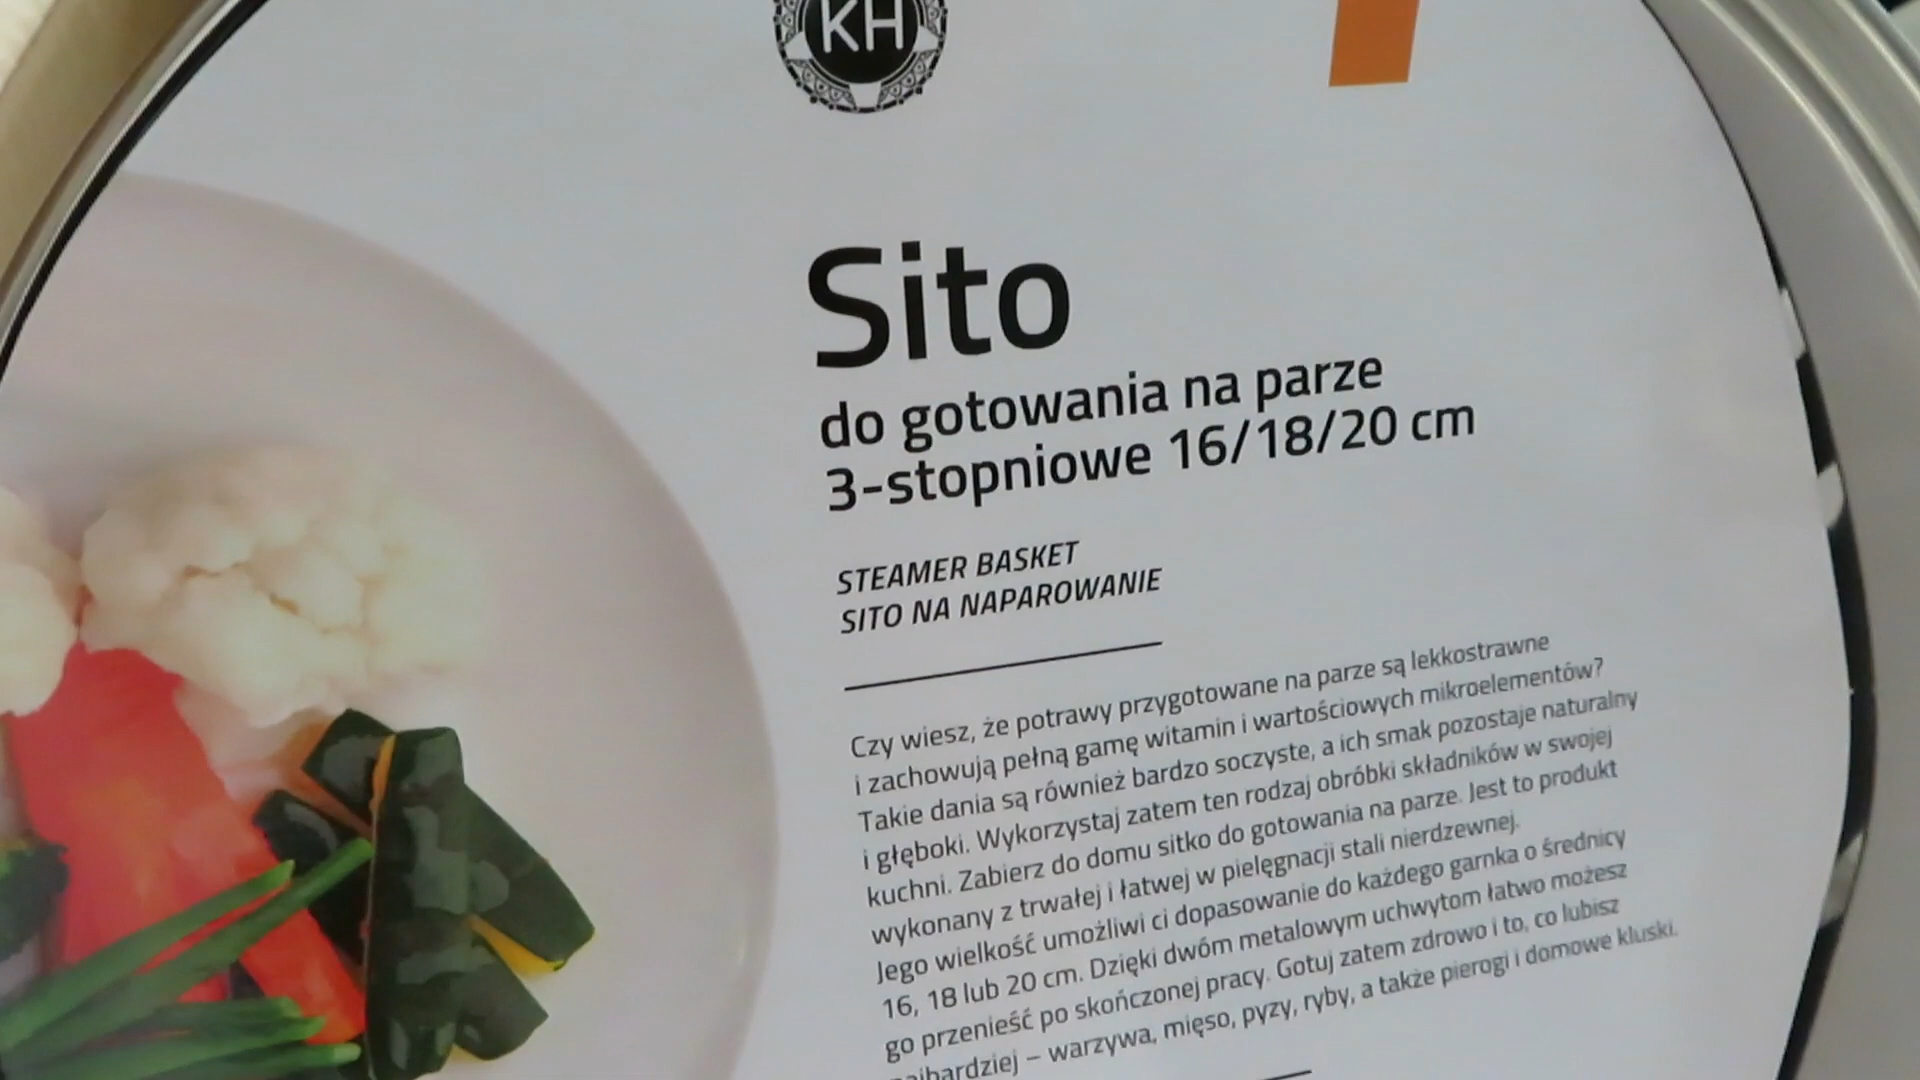 KH
Sito
do gotowania na parze
3-stopniowe 16/18/20 cm
STEAMER BASKET
SITO NA NAPAROWANIE
Czy wiesz, że potrawy przygotowane na parze są lekkostrawne
i zachowują pełną gamę witamin i wartościowych mikroelementów?
Takie dania są również bardzo soczyste, a ich smak pozostaje naturalny
i głęboki. Wykorzystaj zatem ten rodzaj obróbki składników w swojej
kuchni. Zabierz do domu sitko do gotowania na parze. Jest to produkt
wykonany z trwałej i łatwej w pielęgnacji stali nierdzewnej.
Jego wielkość umożliwi ci dopasowanie do każdego garnka o średnicy
16, 18 lub 20 cm. Dzięki dwóm metalowym uchwytom łatwo możesz
go przenieść po skończonej pracy. Gotuj zatem zdrowo i to, co lubisz
najbardziej – warzywa, mięso, pyzy, ryby, a także pierogi i domowe kluski.